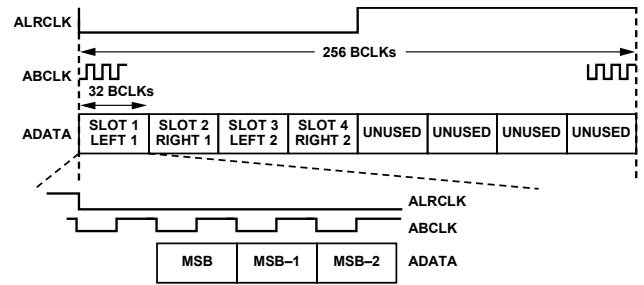 ALRCLK
256 BCLKs
ABCLK
32 BCLKs
ADATA
SLOT 1
LEFT 1
SLOT 2
RIGHT 1
SLOT 3
LEFT 2
SLOT 4
RIGHT 2
UNUSED
UNUSED
UNUSED
UNUSED
ALRCLK
ABCLK
MSB
MSB–1
MSB–2
ADATA